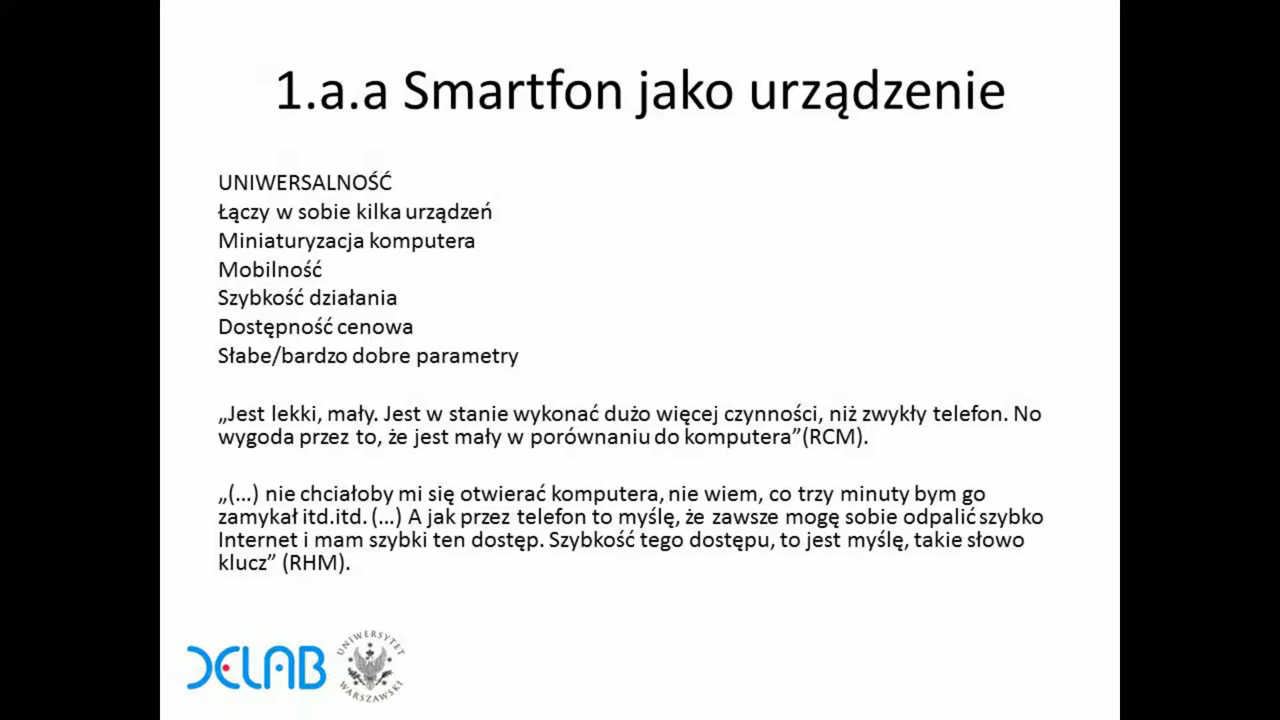 1.a.a Smartfon jako urządzenie
UNIWERSALNOŚĆ
Łączy w sobie kilka urządzeń
Miniaturyzacja komputera
Mobilność
Szybkość działania
Dostępność cenowa
Słabe/bardzo dobre parametry
„Jest lekki, mały. Jest w stanie wykonać dużo więcej czynności, niż zwykły telefon. No
wygoda przez to, że jest mały w porównaniu do komputera”(RCM).
„(…) nie chciałoby mi się otwierać komputera, nie wiem, co trzy minuty bym go
zamykał itd.itd. (…) A jak przez telefon to myślę, że zawsze mogę sobie odpalić szybko
Internet i mam szybki ten dostęp. Szybkość tego dostępu, to jest myślę, takie słowo
klucz” (RHM).
DELAB
UNIWERSYTET
WARSZAWSKI